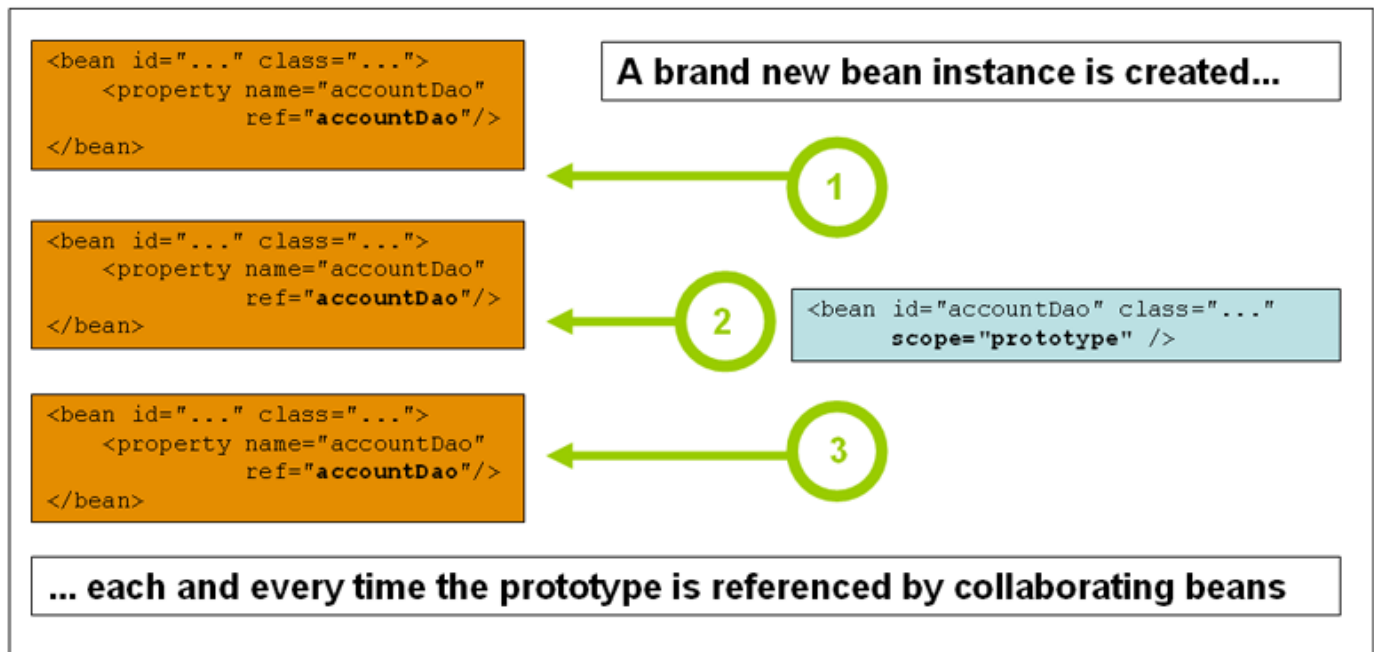 <bean id="..." class="...">
    <property name="accountDao"
              ref="accountDao"/>
</bean>
A brand new bean instance is created...
1
<bean id="..." class="...">
    <property name="accountDao"
              ref="accountDao"/>
</bean>
2
<bean id="accountDao" class="..."
      scope="prototype" />
<bean id="..." class="...">
    <property name="accountDao"
              ref="accountDao"/>
</bean>
3
... each and every time the prototype is referenced by collaborating beans